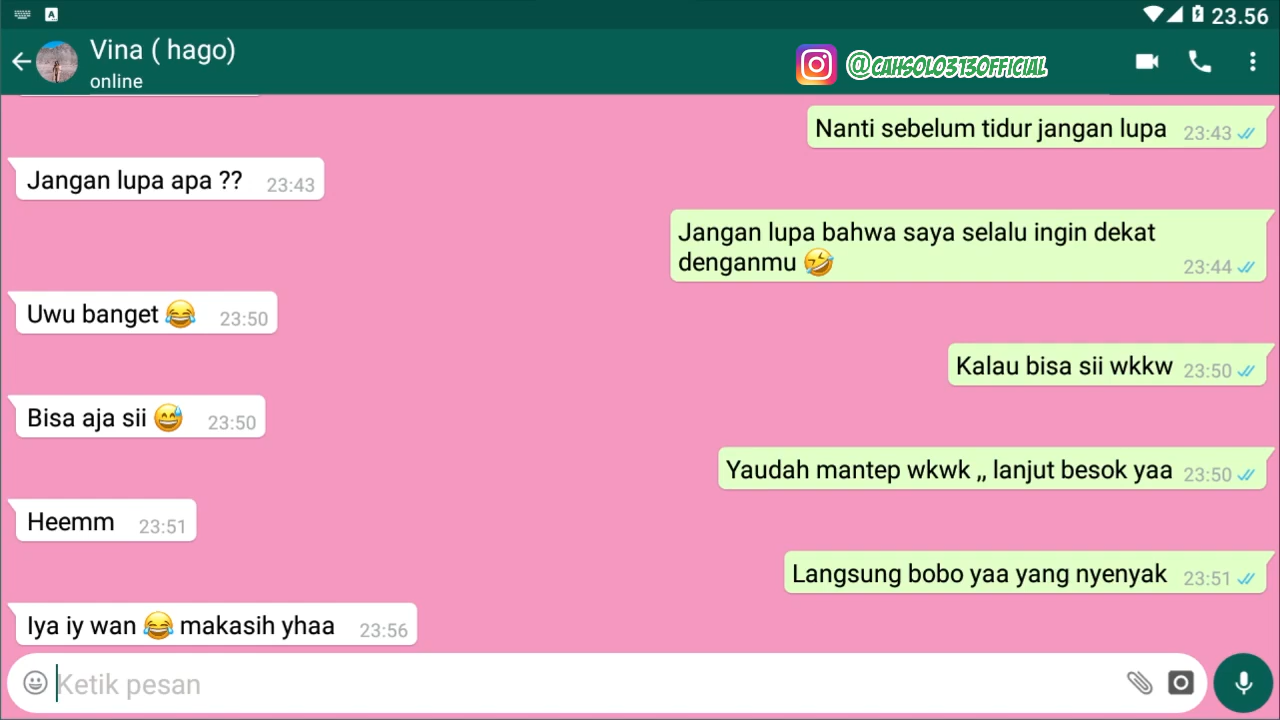 A
23.56
Vina ( hago)
online
@CAHSOLO313OFFICIAL
Nanti sebelum tidur jangan lupa 23:43
Jangan lupa apa ?? 23:43
Jangan lupa bahwa saya selalu ingin dekat
denganmu 🤣 23:44
Uwu banget 😂 23:50
Kalau bisa sii wkkw 23:50
Bisa aja sii 😅 23:50
Yaudah mantep wkwk ,, lanjut besok yaa 23:50
Heemm 23:51
Langsung bobo yaa yang nyenyak 23:51
Iya iy wan 😂 makasih yhaa 23:56
Ketik pesan